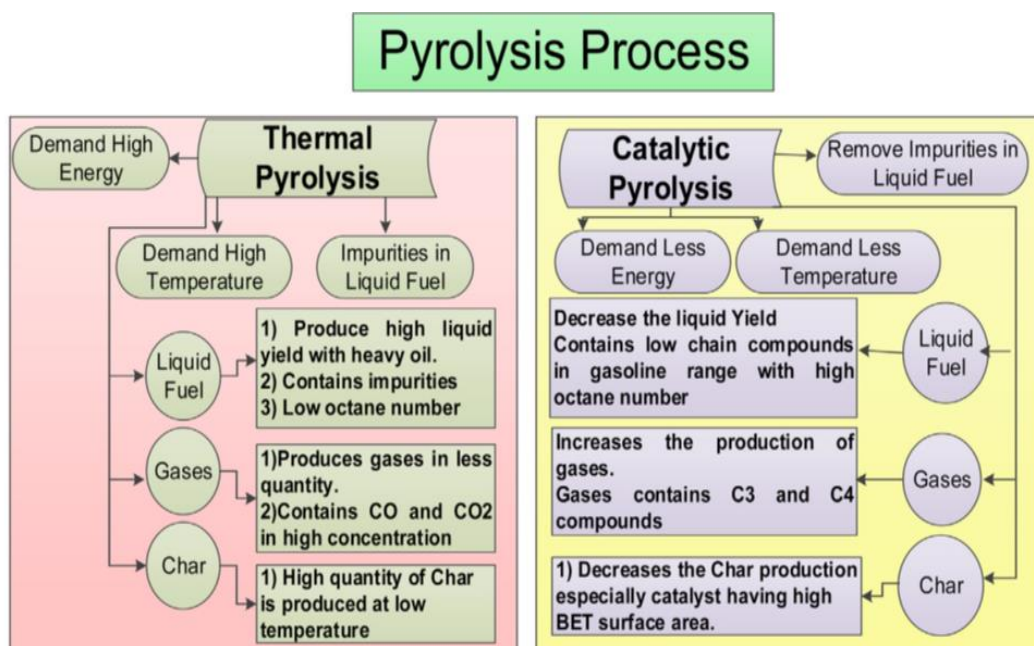 Pyrolysis Process
Thermal
Pyrolysis
Demand High
Energy
Demand High
Temperature
Impurities in
Liquid Fuel
Liquid
Fuel
1) Produce high liquid
yield with heavy oil.
2) Contains impurities
3) Low octane number
Gases
1)Produces gases in less
quantity.
2)Contains CO and CO2
in high concentration
Char
1) High quantity of Char
is produced at low
temperature
Catalytic
Pyrolysis
Remove Impurities in
Liquid Fuel
Demand Less
Energy
Demand Less
Temperature
Decrease the liquid Yield
Contains low chain compounds
in gasoline range with high
octane number
Liquid
Fuel
Increases the production of
gases.
Gases contains C3 and C4
compounds
Gases
1) Decreases the Char production
especially catalyst having high
BET surface area.
Char